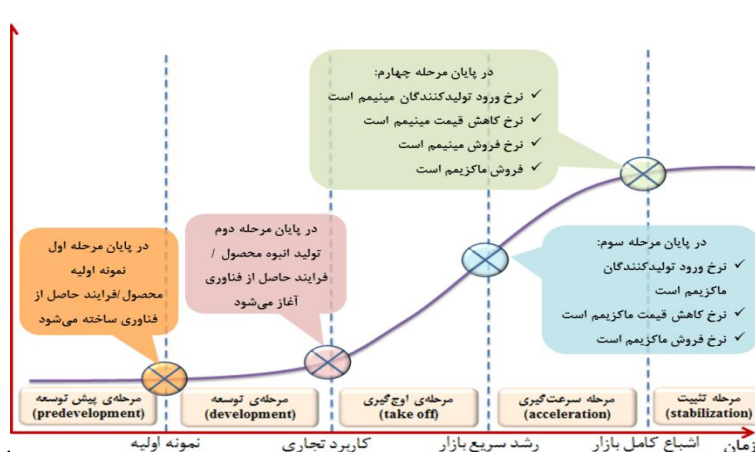 در پایان مرحله چهارم:
✓ نرخ ورود تولیدکنندگان مینیمم است
✓ نرخ کاهش قیمت مینیمم است
✓ نرخ فروش مینیمم است
✓ فروش ماکزیمم است
در پایان مرحله اول
نمونه اولیه
محصول/فرایند حاصل از
فناوری ساخته می‌شود
در پایان مرحله دوم
تولید انبوه محصول /
فرایند حاصل از فناوری
آغاز می‌شود
در پایان مرحله سوم:
✓ نرخ ورود تولیدکنندگان
ماکزیمم است
✓ نرخ کاهش قیمت ماکزیمم است
✓ نرخ فروش ماکزیمم است
مرحله‌ی پیش توسعه
(predevelopment)
مرحله‌ی توسعه
(development)
مرحله‌ی اوج‌گیری
(take off)
مرحله سرعت‌گیری
(acceleration)
مرحله تثبیت
(stabilization)
نمونه اولیه
کاربرد تجاری
رشد سریع بازار
اشباع کامل بازار
زمان